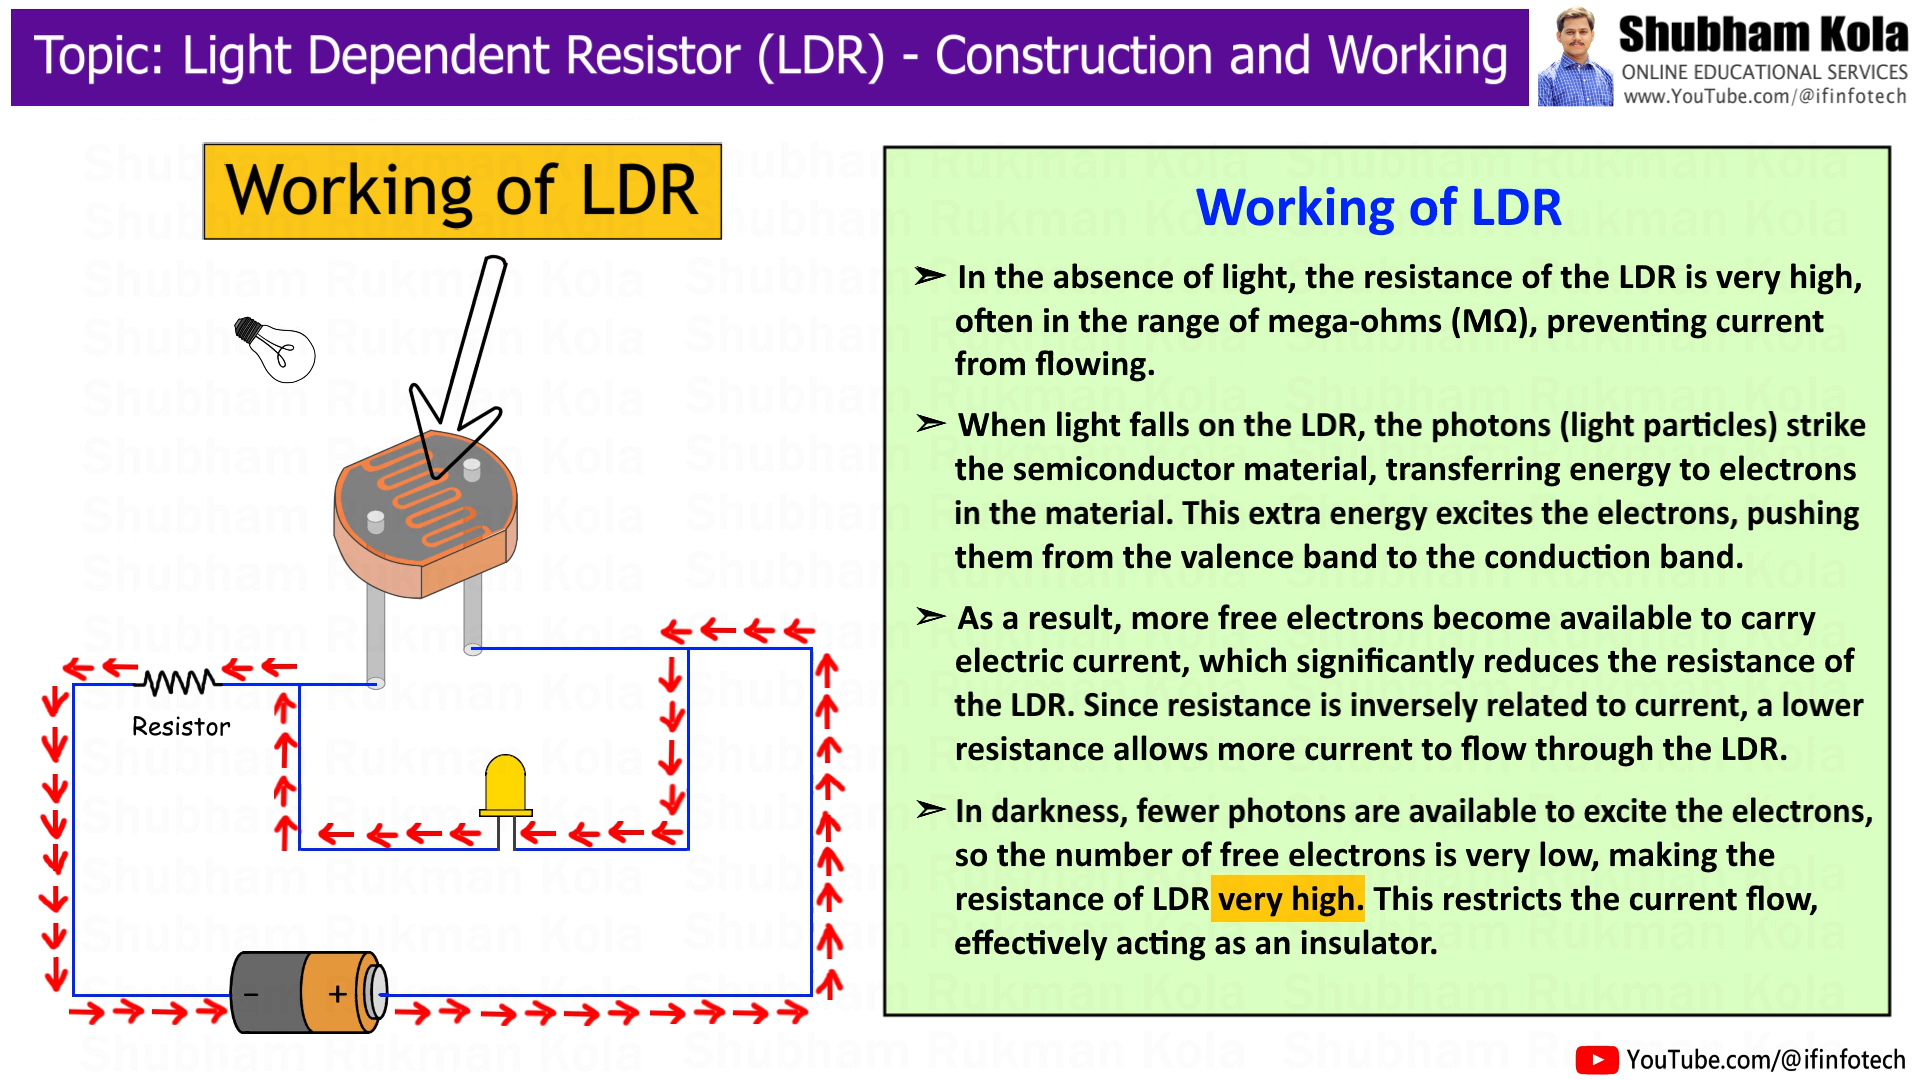 Topic: Light Dependent Resistor (LDR) - Construction and Working
Shubham Kola
ONLINE EDUCATIONAL SERVICES
www.YouTube.com/@ifinfotech
Working of LDR
Resistor
−
+
Working of LDR
➢ In the absence of light, the resistance of the LDR is very high,
often in the range of mega-ohms (MΩ), preventing current
from flowing.
➢ When light falls on the LDR, the photons (light particles) strike
the semiconductor material, transferring energy to electrons
in the material. This extra energy excites the electrons, pushing
them from the valence band to the conduction band.
➢ As a result, more free electrons become available to carry
electric current, which significantly reduces the resistance of
the LDR. Since resistance is inversely related to current, a lower
resistance allows more current to flow through the LDR.
➢ In darkness, fewer photons are available to excite the electrons,
so the number of free electrons is very low, making the
resistance of LDR very high. This restricts the current flow,
effectively acting as an insulator.
YouTube.com/@ifinfotech
Shubham Rukman Kola